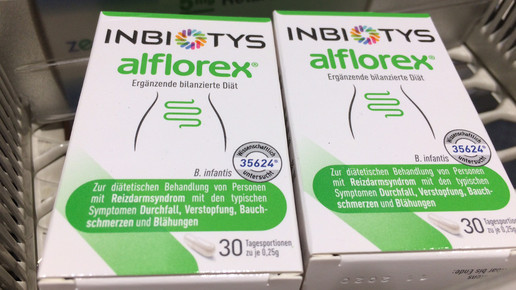 INBIOTYS
alflorex®
Ergänzende bilanzierte Diät
Wissenschaftlich
35624®
untersucht
B. infantis
Zur diätetischen Behandlung von Personen
mit Reizdarmsyndrom mit den typischen
Symptomen Durchfall, Verstopfung, Bauch-
schmerzen und Blähungen
30 Tagesportionen
zu je 0,25g
INBIOTYS
alflorex®
Ergänzende bilanzierte Diät
Wissenschaftlich
35624®
untersucht
B. infantis
Zur diätetischen Behandlung von Personen
mit Reizdarmsyndrom mit den typischen
Symptomen Durchfall, Verstopfung, Bauch-
schmerzen und Blähungen
30 Tagesportionen
zu je 0,25g